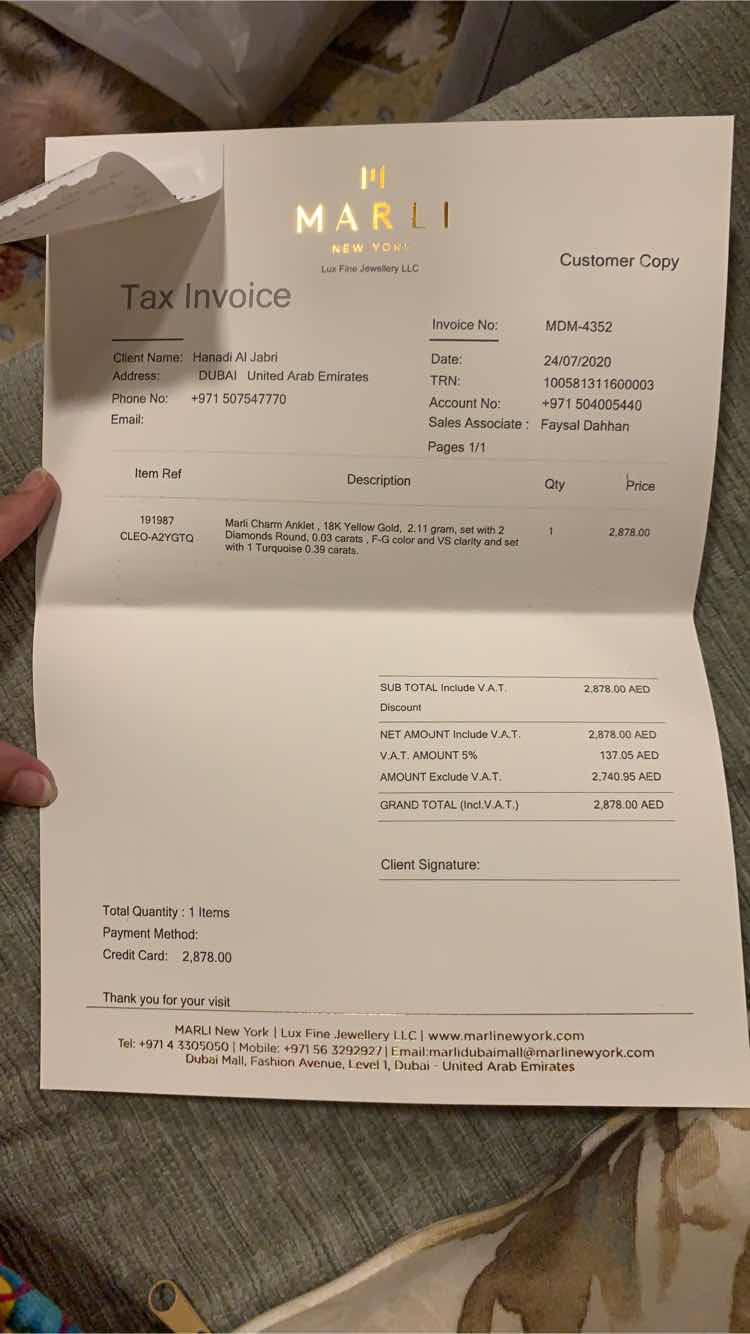 MARLI
NEW YORK
Lux Fine Jewellery LLC
Customer Copy
Tax Invoice
Invoice No: MDM-4352
Client Name: Hanadi Al Jabri
Date: 24/07/2020
Address: DUBAI United Arab Emirates
TRN: 100581311600003
Phone No: +971 507547770
Account No: +971 504005440
Email:
Sales Associate : Faysal Dahhan
Pages 1/1
Item Ref Description Qty Price
191987
CLEO-A2YGTQ
Marli Charm Anklet , 18K Yellow Gold, 2.11 gram, set with 2
Diamonds Round, 0.03 carats , F-G color and VS clarity and set
with 1 Turquoise 0.39 carats.
1 2,878.00
SUB TOTAL Include V.A.T. 2,878.00 AED
Discount
NET AMOUNT Include V.A.T. 2,878.00 AED
V.A.T. AMOUNT 5% 137.05 AED
AMOUNT Exclude V.A.T. 2,740.95 AED
GRAND TOTAL (Incl.V.A.T.) 2,878.00 AED
Client Signature:
Total Quantity : 1 Items
Payment Method:
Credit Card: 2,878.00
Thank you for your visit
MARLI New York | Lux Fine Jewellery LLC | www.marlinewyork.com
Tel: +971 4 3305050 | Mobile: +971 56 3292927 | Email:marlidubaimall@marlinewyork.com
Dubai Mall, Fashion Avenue, Level 1, Dubai - United Arab Emirates